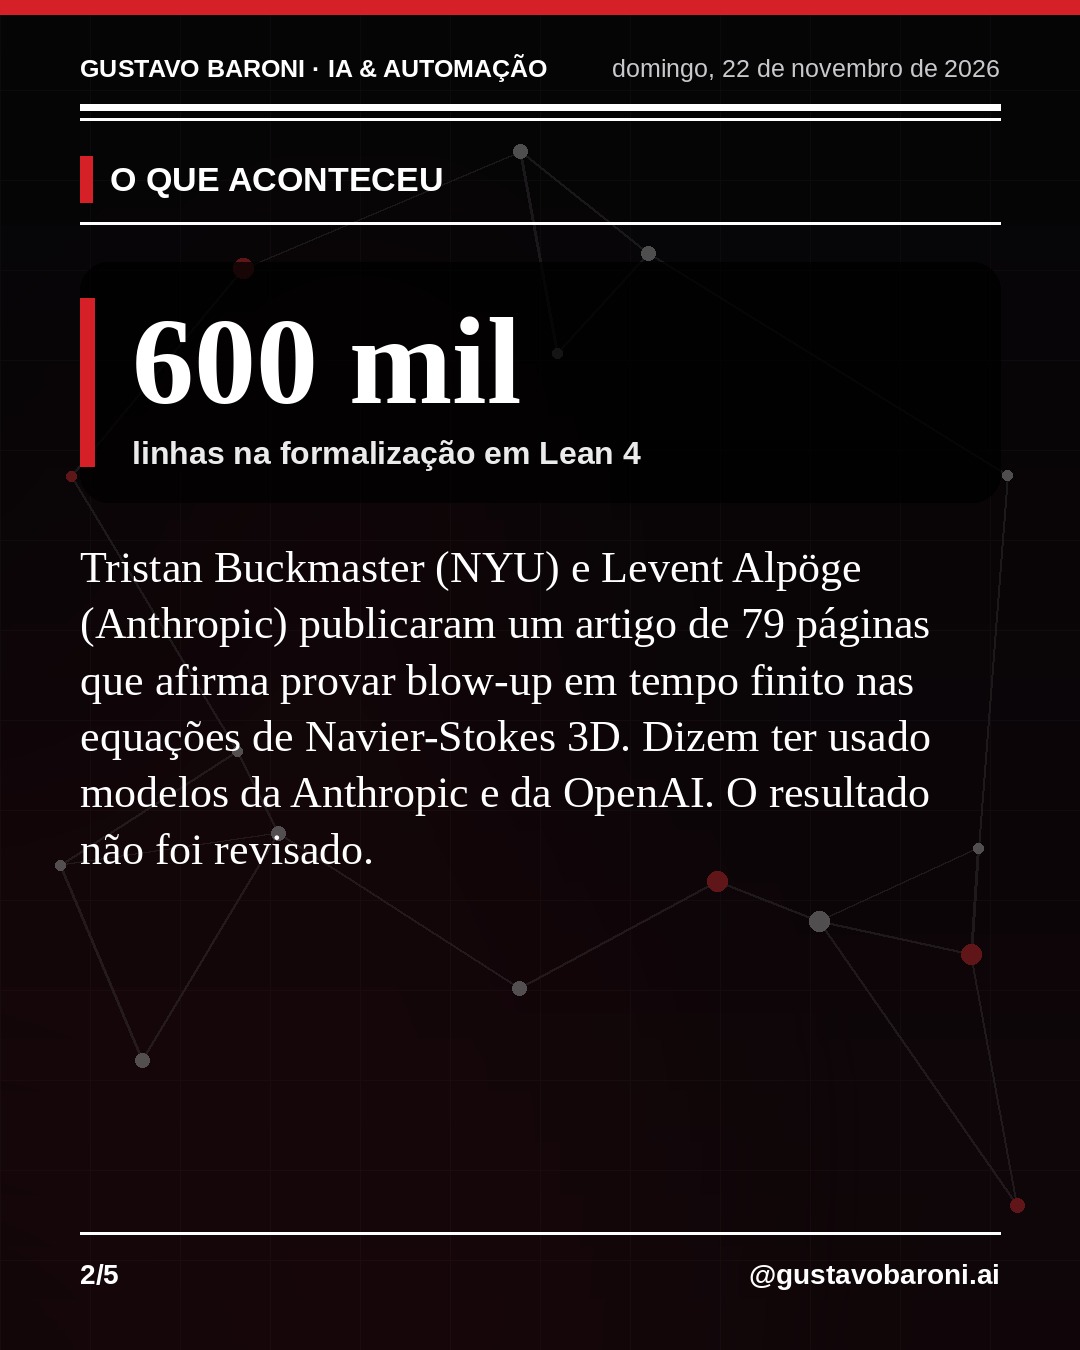 GUSTAVO BARONI · IA & AUTOMAÇÃO
domingo, 22 de novembro de 2026
O QUE ACONTECEU
600 mil
linhas na formalização em Lean 4
Tristan Buckmaster (NYU) e Levent Alpöge
(Anthropic) publicaram um artigo de 79 páginas
que afirma provar blow-up em tempo finito nas
equações de Navier-Stokes 3D. Dizem ter usado
modelos da Anthropic e da OpenAI. O resultado
não foi revisado.
2/5
@gustavobaroni.ai